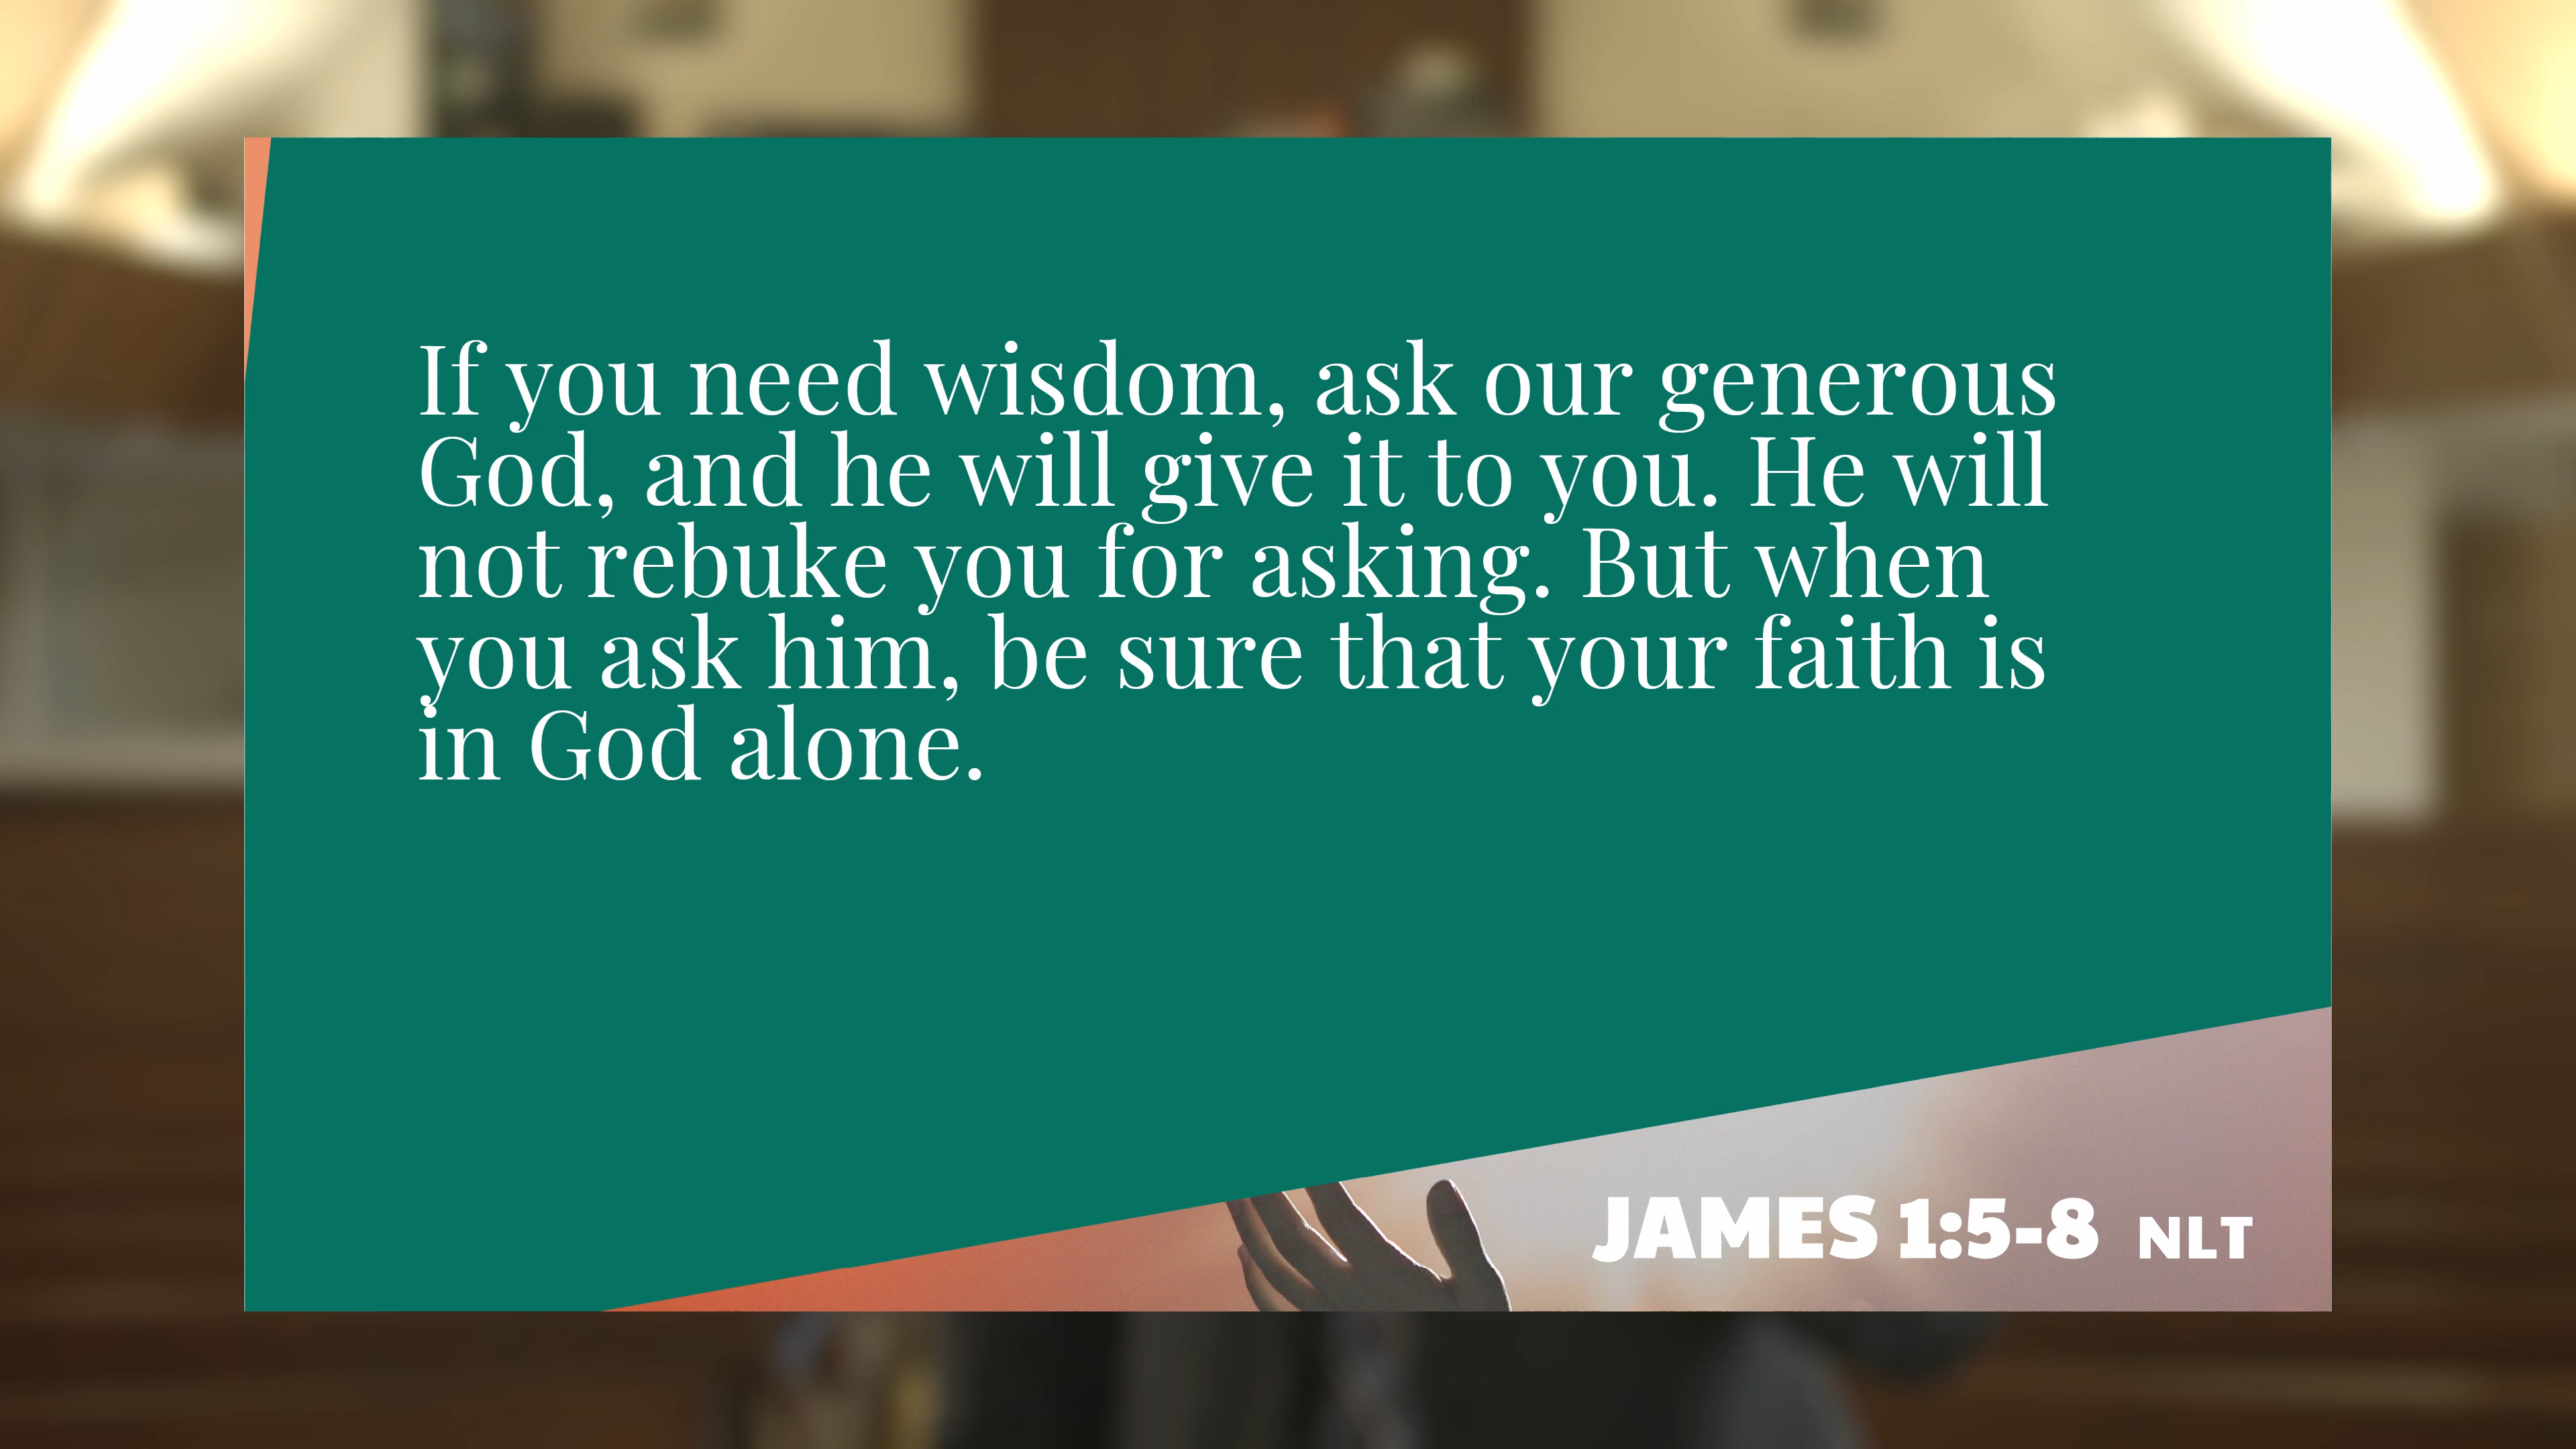 If you need wisdom, ask our generous
God, and he will give it to you. He will
not rebuke you for asking. But when
you ask him, be sure that your faith is
in God alone.
JAMES 1:5-8 NLT